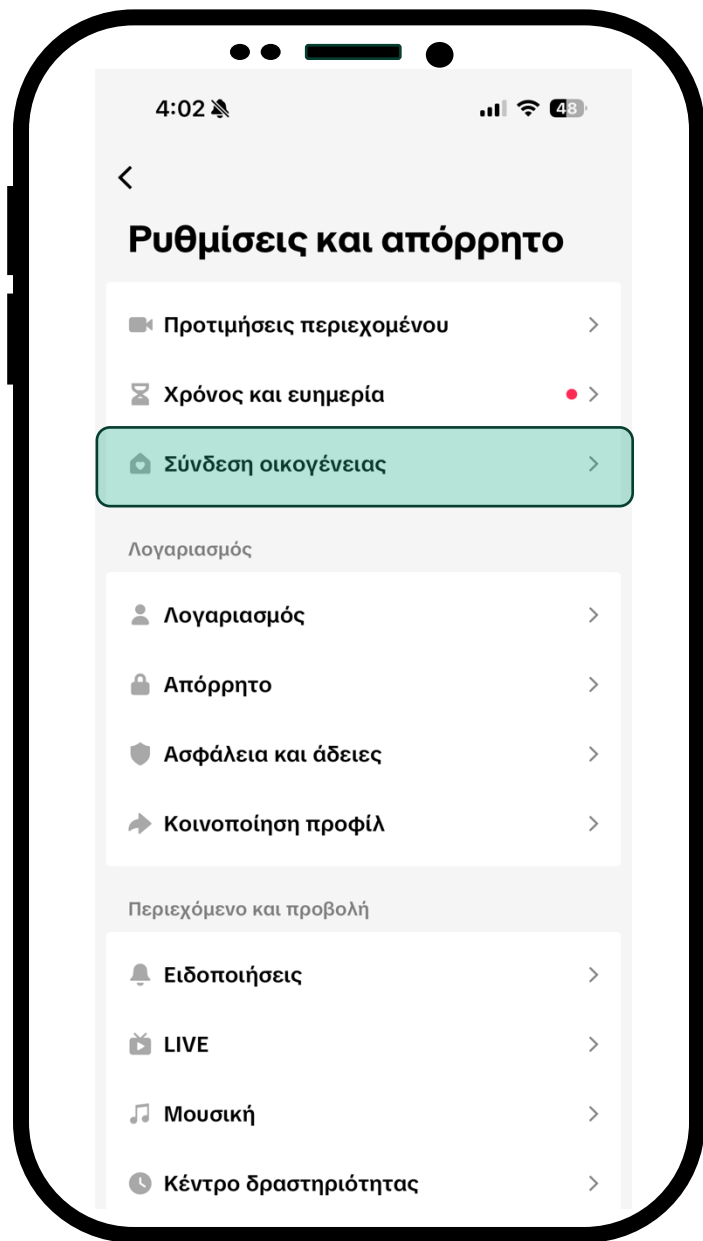 4:02
48
Ρυθμίσεις και απόρρητο
Προτιμήσεις περιεχομένου
Χρόνος και ευημερία
Σύνδεση οικογένειας
Λογαριασμός
Λογαριασμός
Απόρρητο
Ασφάλεια και άδειες
Κοινοποίηση προφίλ
Περιεχόμενο και προβολή
Ειδοποιήσεις
LIVE
Μουσική
Κέντρο δραστηριότητας